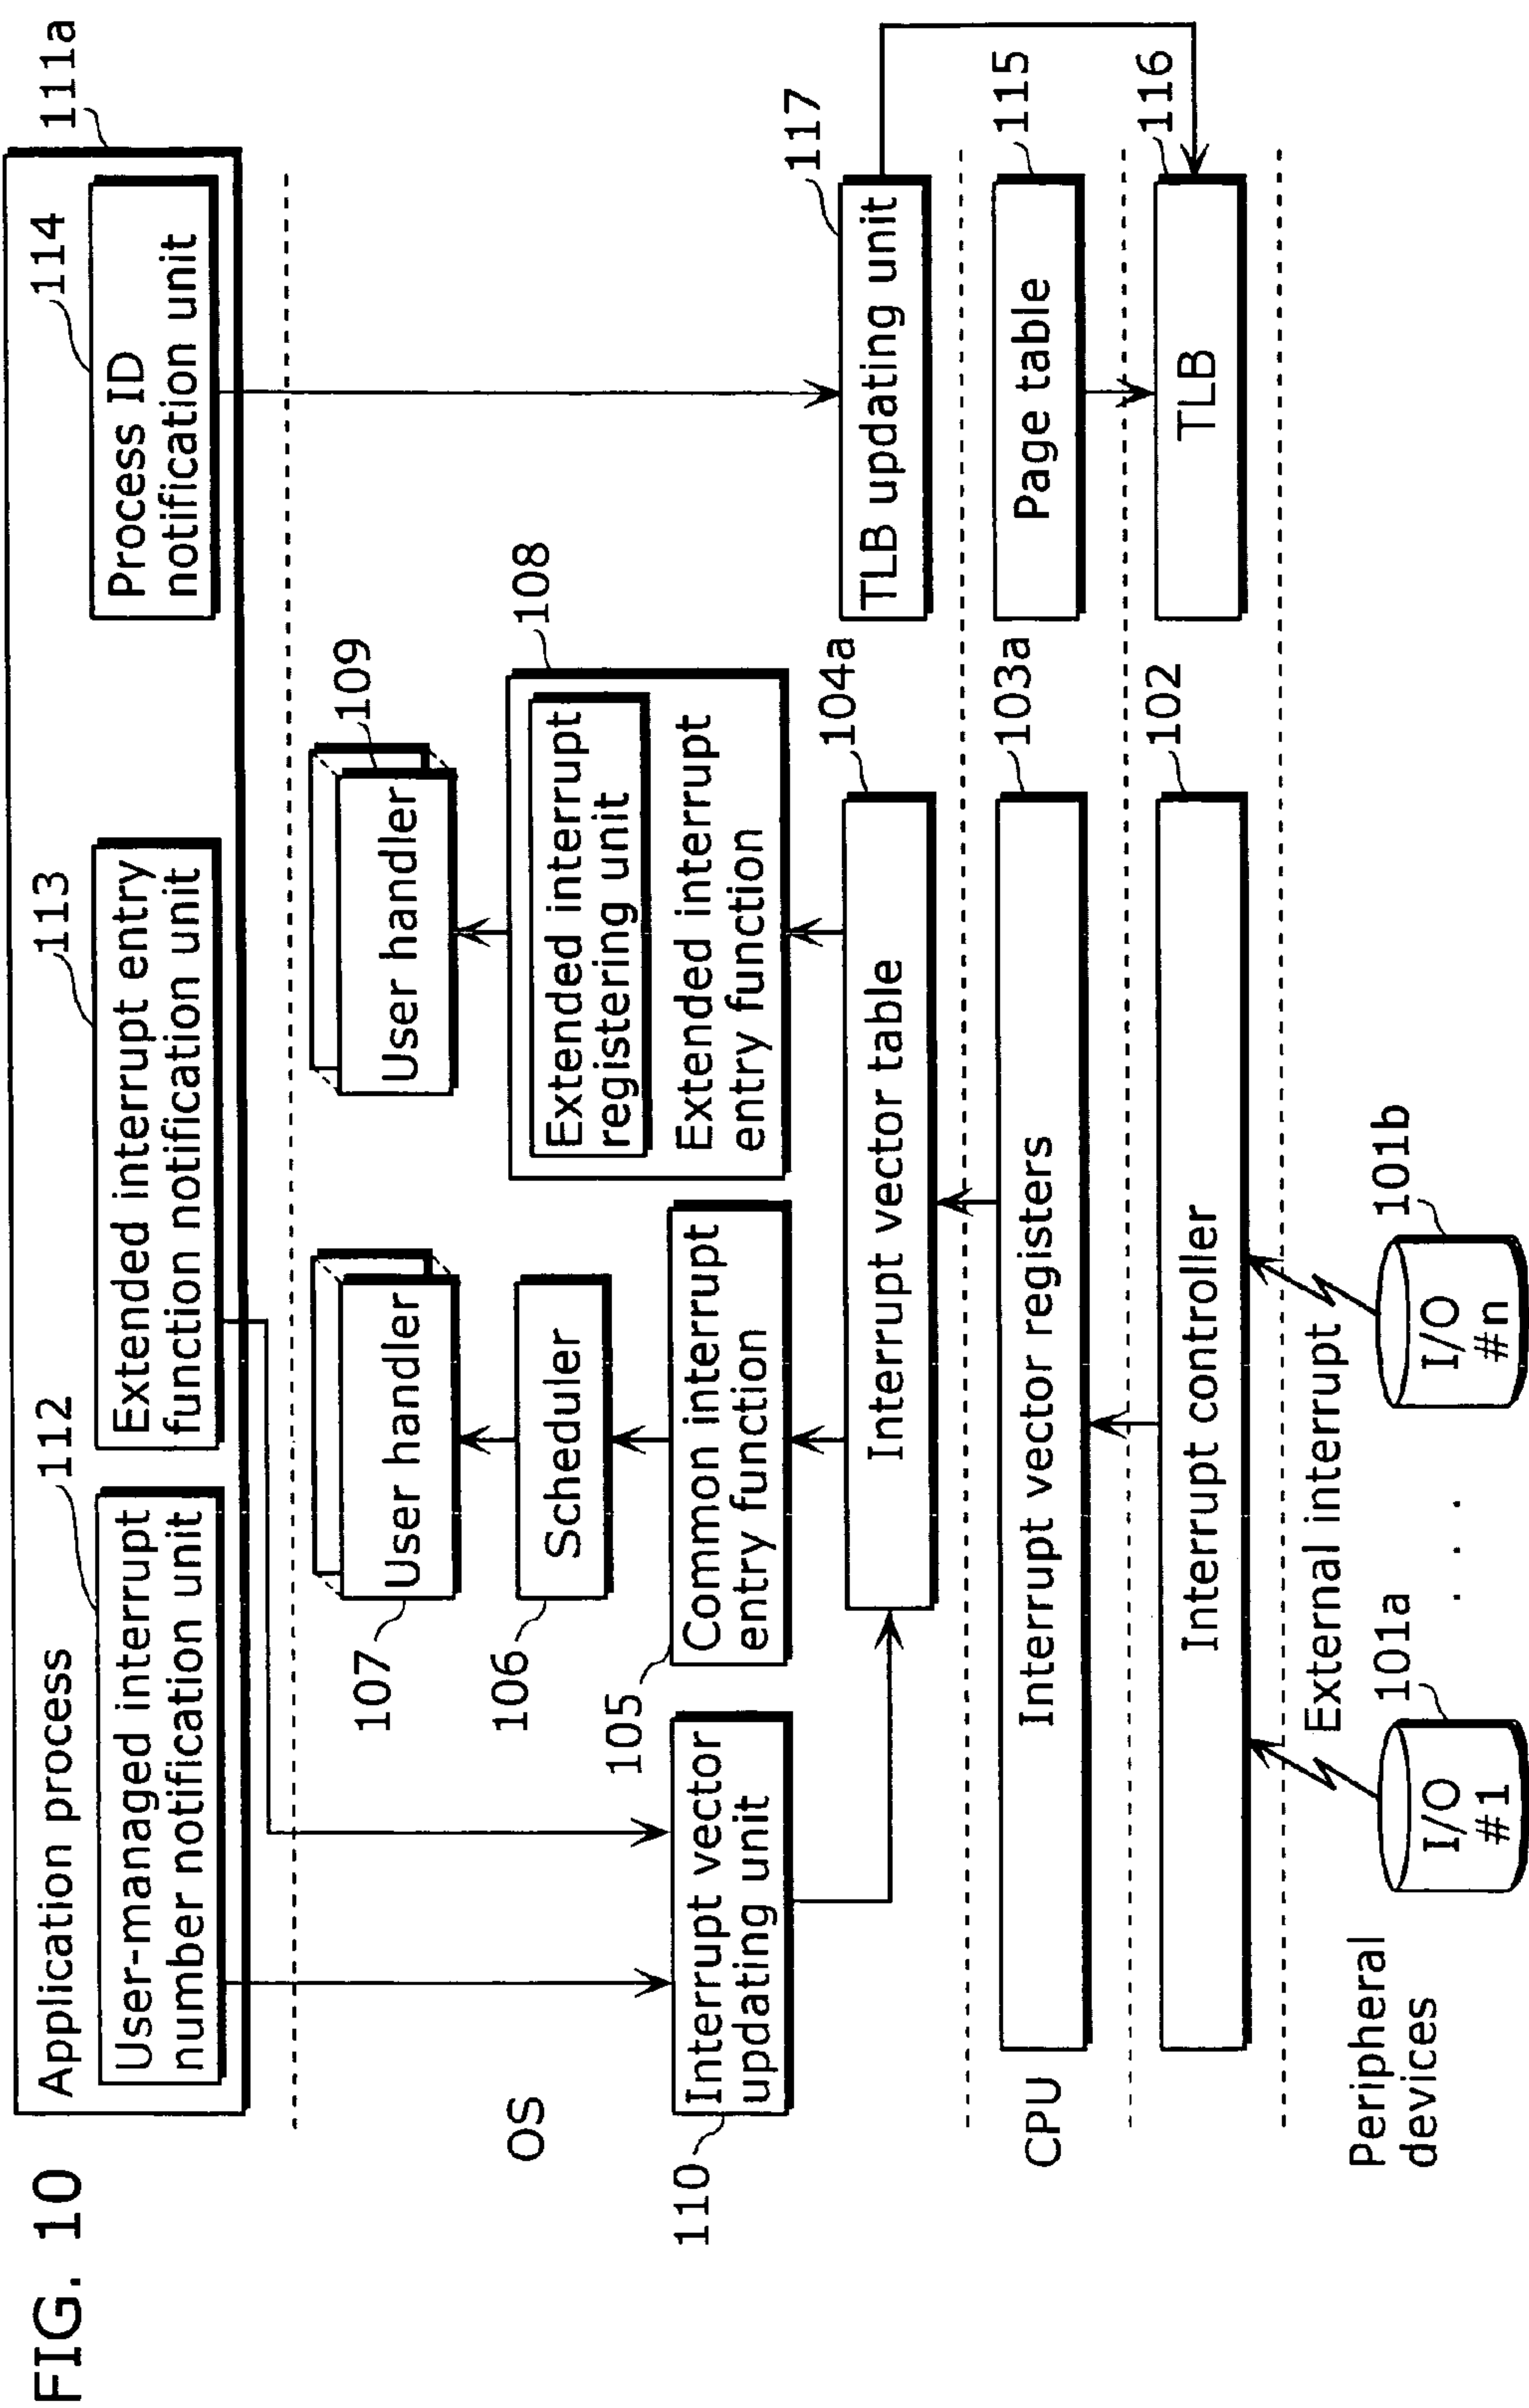 FIG. 10
Application process
111a
112
User-managed interrupt
number notification unit
113
Extended interrupt entry
function notification unit
114
Process ID
notification unit
OS
107
User handler
109
User handler
106
Scheduler
108
Extended interrupt
registering unit
Extended interrupt
entry function
105
Common interrupt
entry function
110
Interrupt vector
updating unit
104a
Interrupt vector table
117
TLB updating unit
CPU
103a
Interrupt vector registers
115
Page table
102
Interrupt controller
116
TLB
External interrupt
Peripheral
devices
101a
I/O
#1
. . .
101b
I/O
#n